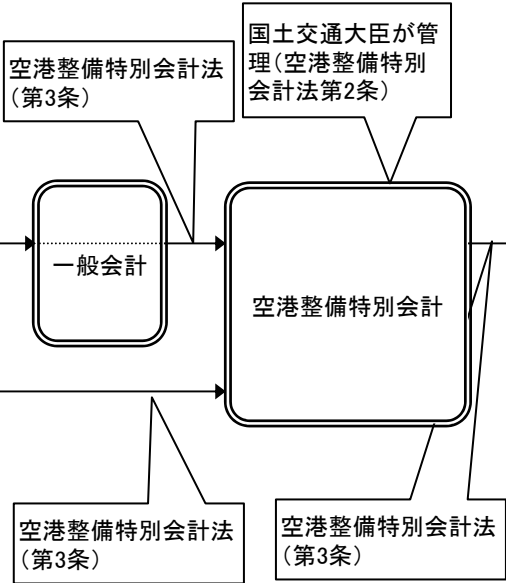 空港整備特別会計法
(第3条)
国土交通大臣が管
理(空港整備特別
会計法第2条)
一般会計
空港整備特別会計
空港整備特別会計法
(第3条)
空港整備特別会計法
(第3条)